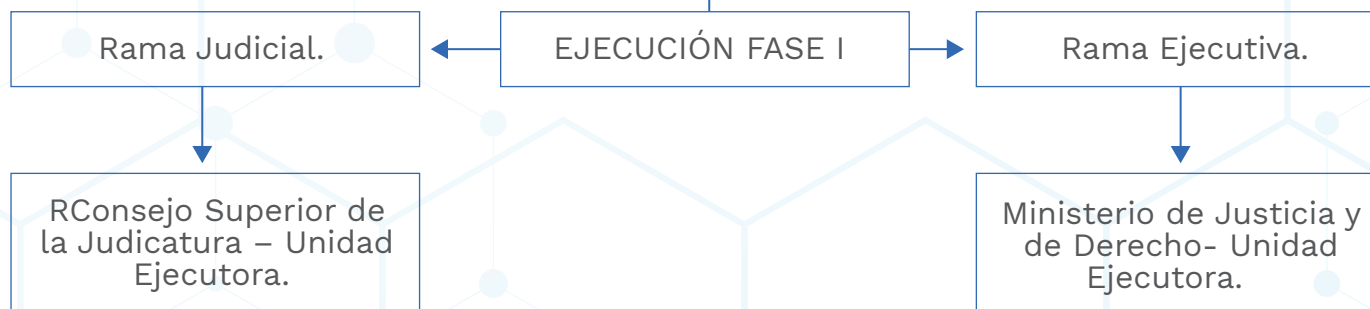 Rama Judicial.
EJECUCIÓN FASE I
Rama Ejecutiva.
RConsejo Superior de
la Judicatura – Unidad
Ejecutora.
Ministerio de Justicia y
de Derecho- Unidad
Ejecutora.